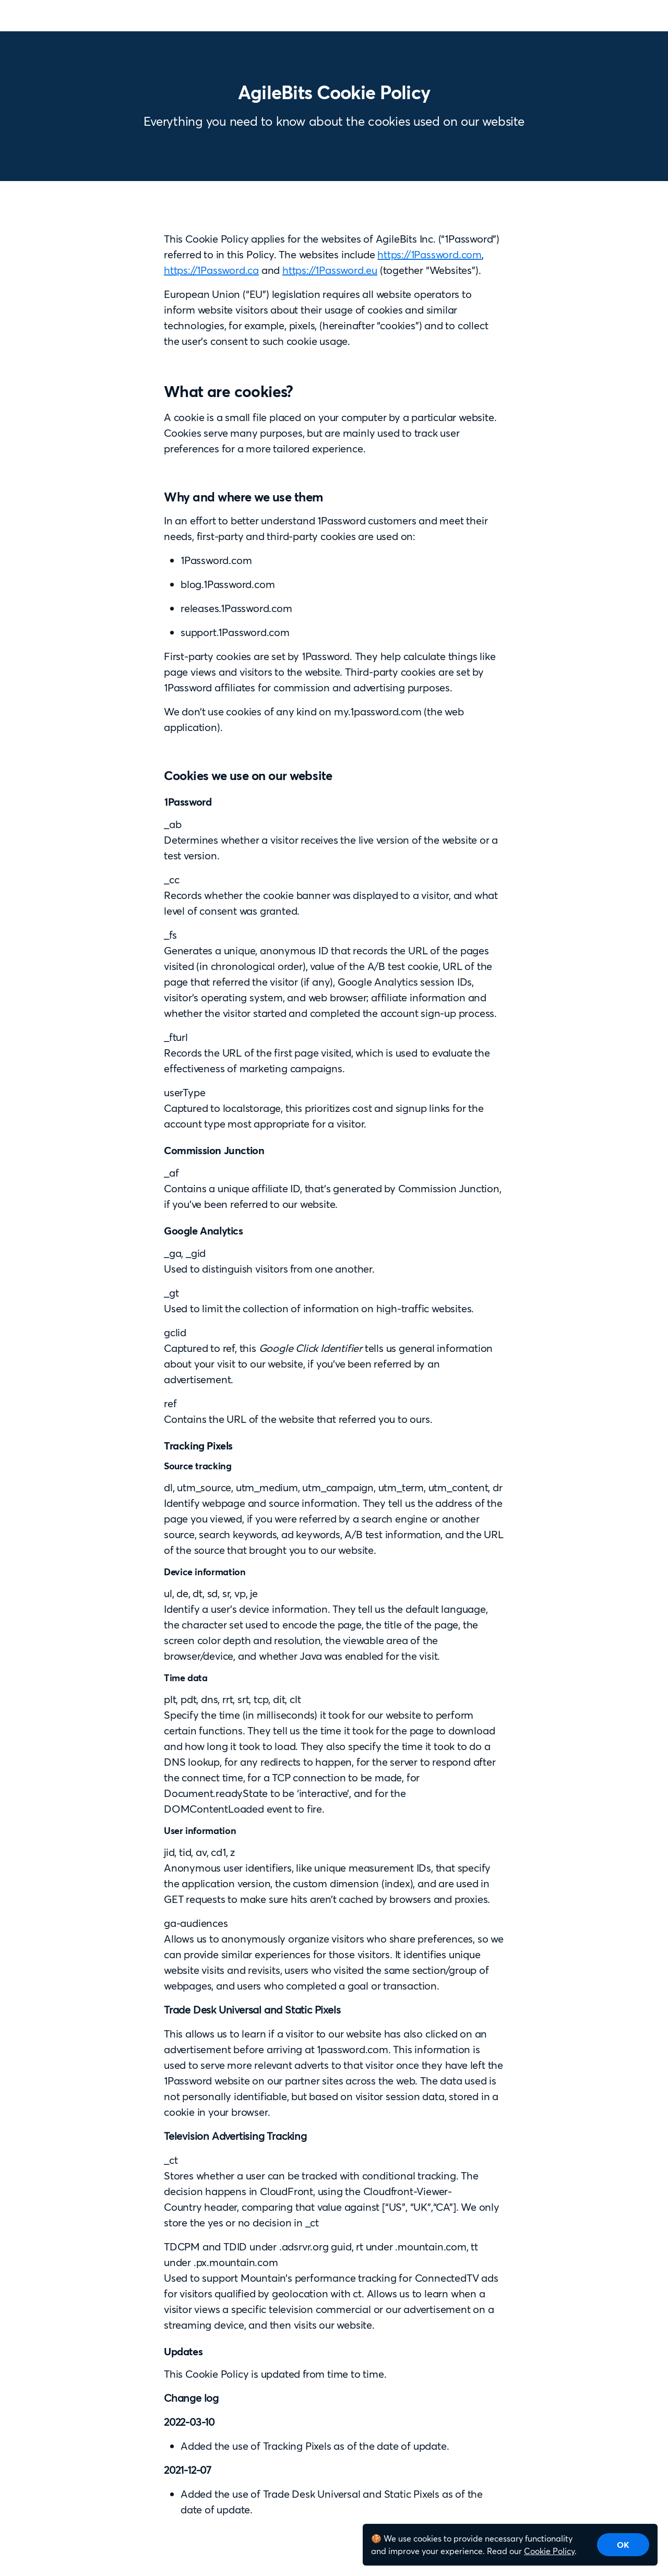 AgileBits Cookie Policy
Everything you need to know about the cookies used on our website
This Cookie Policy applies for the websites of AgileBits Inc. (“1Password”)
referred to in this Policy. The websites include https://1Password.com,
https://1Password.ca and https://1Password.eu (together “Websites”).
European Union (“EU”) legislation requires all website operators to
inform website visitors about their usage of cookies and similar
technologies, for example, pixels, (hereinafter “cookies”) and to collect
the user’s consent to such cookie usage.
What are cookies?
A cookie is a small file placed on your computer by a particular website.
Cookies serve many purposes, but are mainly used to track user
preferences for a more tailored experience.
Why and where we use them
In an effort to better understand 1Password customers and meet their
needs, first-party and third-party cookies are used on:
• 1Password.com
• blog.1Password.com
• releases.1Password.com
• support.1Password.com
First-party cookies are set by 1Password. They help calculate things like
page views and visitors to the website. Third-party cookies are set by
1Password affiliates for commission and advertising purposes.
We don’t use cookies of any kind on my.1password.com (the web
application).
Cookies we use on our website
1Password
_ab
Determines whether a visitor receives the live version of the website or a
test version.
_cc
Records whether the cookie banner was displayed to a visitor, and what
level of consent was granted.
_fs
Generates a unique, anonymous ID that records the URL of the pages
visited (in chronological order), value of the A/B test cookie, URL of the
page that referred the visitor (if any), Google Analytics session IDs,
visitor’s operating system, and web browser; affiliate information and
whether the visitor started and completed the account sign-up process.
_fturl
Records the URL of the first page visited, which is used to evaluate the
effectiveness of marketing campaigns.
userType
Captured to localstorage, this prioritizes cost and signup links for the
account type most appropriate for a visitor.
Commission Junction
_af
Contains a unique affiliate ID, that’s generated by Commission Junction,
if you’ve been referred to our website.
Google Analytics
_ga, _gid
Used to distinguish visitors from one another.
_gt
Used to limit the collection of information on high-traffic websites.
gclid
Captured to ref, this Google Click Identifier tells us general information
about your visit to our website, if you’ve been referred by an
advertisement.
ref
Contains the URL of the website that referred you to ours.
Tracking Pixels
Source tracking
dl, utm_source, utm_medium, utm_campaign, utm_term, utm_content, dr
Identify webpage and source information. They tell us the address of the
page you viewed, if you were referred by a search engine or another
source, search keywords, ad keywords, A/B test information, and the URL
of the source that brought you to our website.
Device information
ul, de, dt, sd, sr, vp, je
Identify a user’s device information. They tell us the default language,
the character set used to encode the page, the title of the page, the
screen color depth and resolution, the viewable area of the
browser/device, and whether Java was enabled for the visit.
Time data
plt, pdt, dns, rrt, srt, tcp, dit, clt
Specify the time (in milliseconds) it took for our website to perform
certain functions. They tell us the time it took for the page to download
and how long it took to load. They also specify the time it took to do a
DNS lookup, for any redirects to happen, for the server to respond after
the connect time, for a TCP connection to be made, for
Document.readyState to be ‘interactive’, and for the
DOMContentLoaded event to fire.
User information
jid, tid, av, cd1, z
Anonymous user identifiers, like unique measurement IDs, that specify
the application version, the custom dimension (index), and are used in
GET requests to make sure hits aren’t cached by browsers and proxies.
ga-audiences
Allows us to anonymously organize visitors who share preferences, so we
can provide similar experiences for those visitors. It identifies unique
website visits and revisits, users who visited the same section/group of
webpages, and users who completed a goal or transaction.
Trade Desk Universal and Static Pixels
This allows us to learn if a visitor to our website has also clicked on an
advertisement before arriving at 1password.com. This information is
used to serve more relevant adverts to that visitor once they have left the
1Password website on our partner sites across the web. The data used is
not personally identifiable, but based on visitor session data, stored in a
cookie in your browser.
Television Advertising Tracking
_ct
Stores whether a user can be tracked with conditional tracking. The
decision happens in CloudFront, using the Cloudfront-Viewer-
Country header, comparing that value against [“US”, “UK”,“CA”]. We only
store the yes or no decision in _ct
TDCPM and TDID under .adsrvr.org guid, rt under .mountain.com, tt
under .px.mountain.com
Used to support Mountain’s performance tracking for ConnectedTV ads
for visitors qualified by geolocation with ct. Allows us to learn when a
visitor views a specific television commercial or our advertisement on a
streaming device, and then visits our website.
Updates
This Cookie Policy is updated from time to time.
Change log
2022-03-10
• Added the use of Tracking Pixels as of the date of update.
2021-12-07
• Added the use of Trade Desk Universal and Static Pixels as of the
date of update.
🍪 We use cookies to provide necessary functionality
and improve your experience. Read our Cookie Policy.
OK